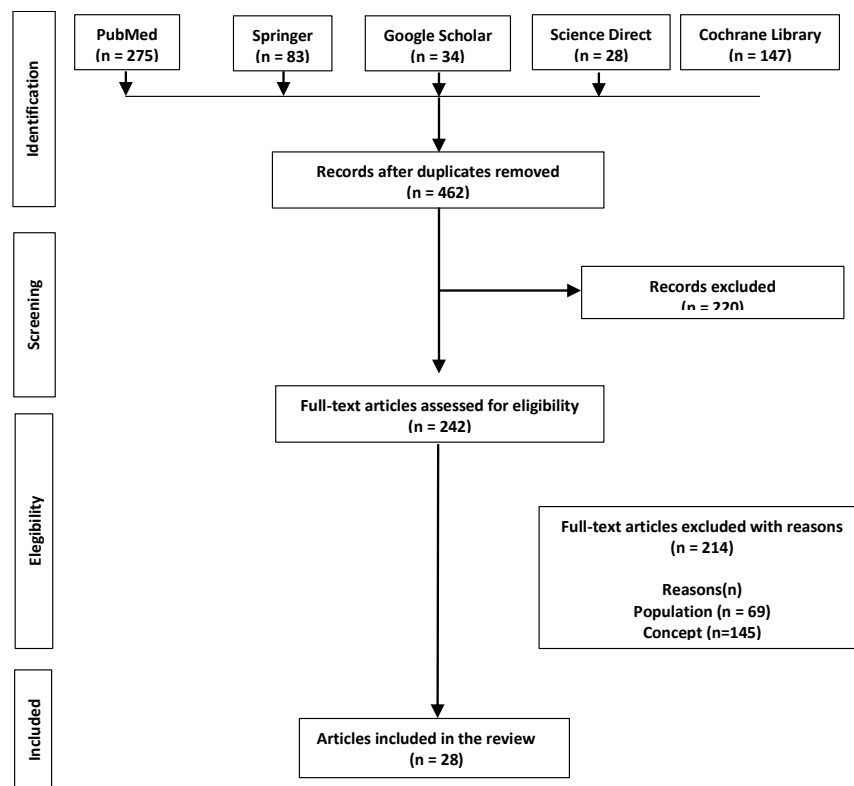 PubMed
(n = 275)
Springer
(n = 83)
Google Scholar
(n = 34)
Science Direct
(n = 28)
Cochrane Library
(n = 147)
Identification
Records after duplicates removed
(n = 462)
Screening
Records excluded
(n = 220)
Full-text articles assessed for eligibility
(n = 242)
Elegibility
Full-text articles excluded with reasons
(n = 214)
Reasons(n)
Population (n = 69)
Concept (n=145)
Included
Articles included in the review
(n = 28)